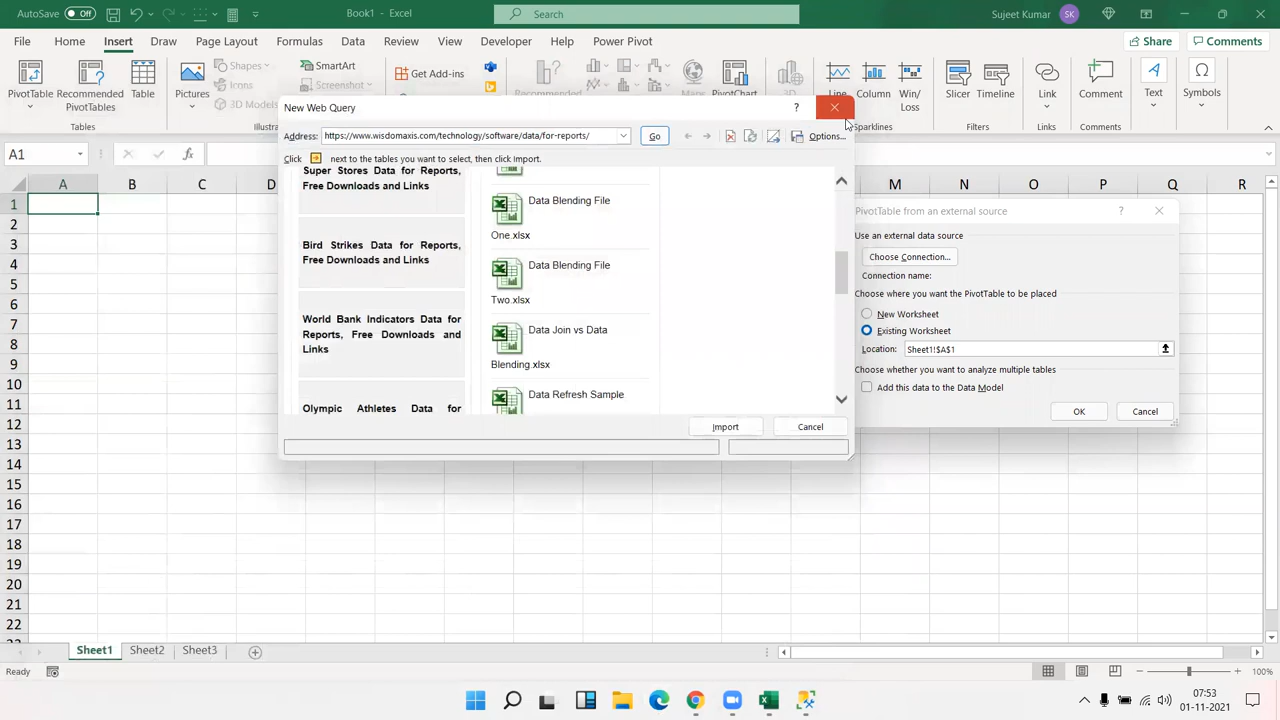 AutoSave Off Book1 - Excel Search Sujeet Kumar SK
File Home Insert Draw Page Layout Formulas Data Review View Developer Help Power Pivot Share Comments
PivotTable Recommended PivotTables Table Pictures Shapes 3D Models SmartArt Screenshot Get Add-ins Recommended Charts Maps PivotChart 3D Line Column Win/Loss Slicer Timeline Link Comment Text Symbols
Tables Sparklines Links Comments
New Web Query ?
Address: https://www.wisdomaxis.com/technology/software/data/for-reports/ Go Options...
Click next to the tables you want to select, then click Import.
Super Stores Data for Reports,
Free Downloads and Links
Bird Strikes Data for Reports,
Free Downloads and Links
World Bank Indicators Data for
Reports, Free Downloads and
Links
Olympic Athletes Data for
Data Blending File
One.xlsx
Data Blending File
Two.xlsx
Data Join vs Data
Blending.xlsx
Data Refresh Sample
Import Cancel
PivotTable from an external source ?
Use an external data source
Choose Connection...
Connection name:
Choose where you want the PivotTable to be placed
New Worksheet
Existing Worksheet
Location: Sheet1!$A$1
Choose whether you want to analyze multiple tables
Add this data to the Data Model
OK Cancel
A1 fx
A B C D M N O P Q R
1
2
3
4
5
6
7
8
9
10
11
12
13
14
15
16
17
18
19
20
21
22
Sheet1 Sheet2 Sheet3
Ready 100%
07:53
01-11-2021